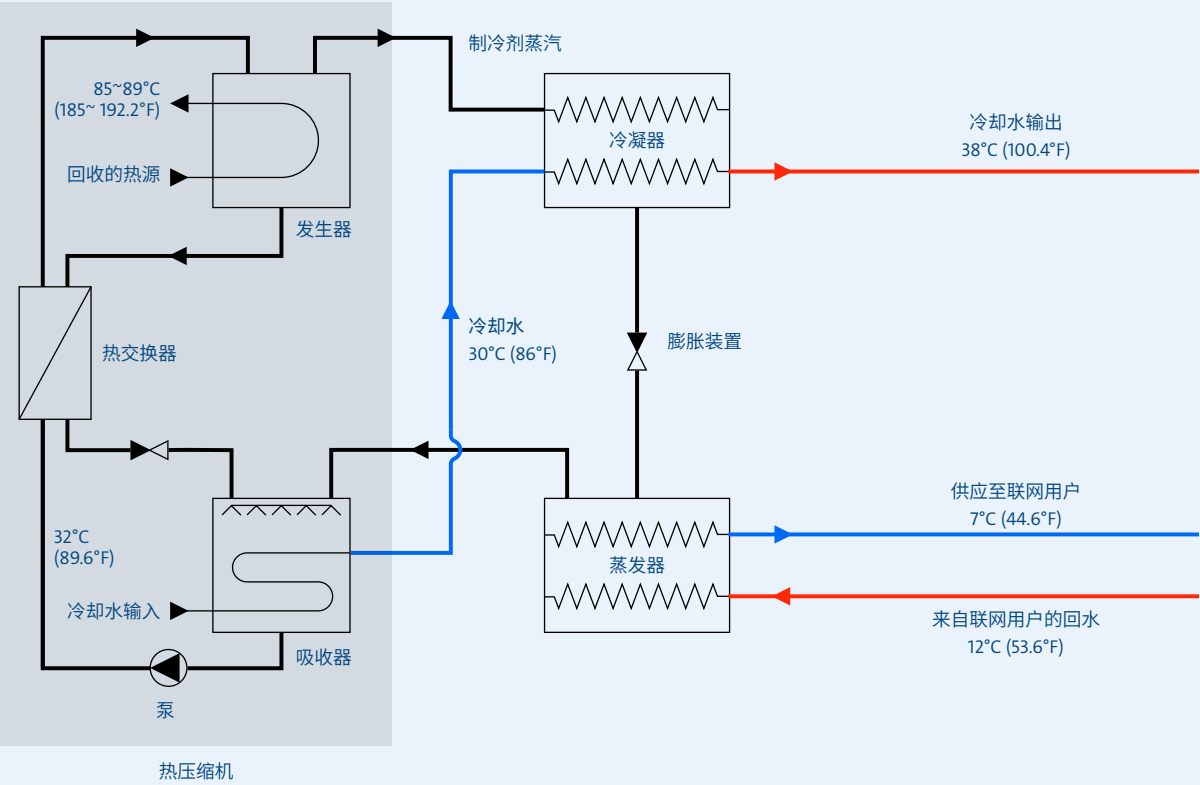 制冷剂蒸汽
85~89°C
(185~ 192.2°F)
回收的热源
发生器
冷凝器
冷却水输出
38°C (100.4°F)
热交换器
冷却水
30°C (86°F)
膨胀装置
32°C
(89.6°F)
冷却水输入
吸收器
泵
蒸发器
供应至联网用户
7°C (44.6°F)
来自联网用户的回水
12°C (53.6°F)
热压缩机